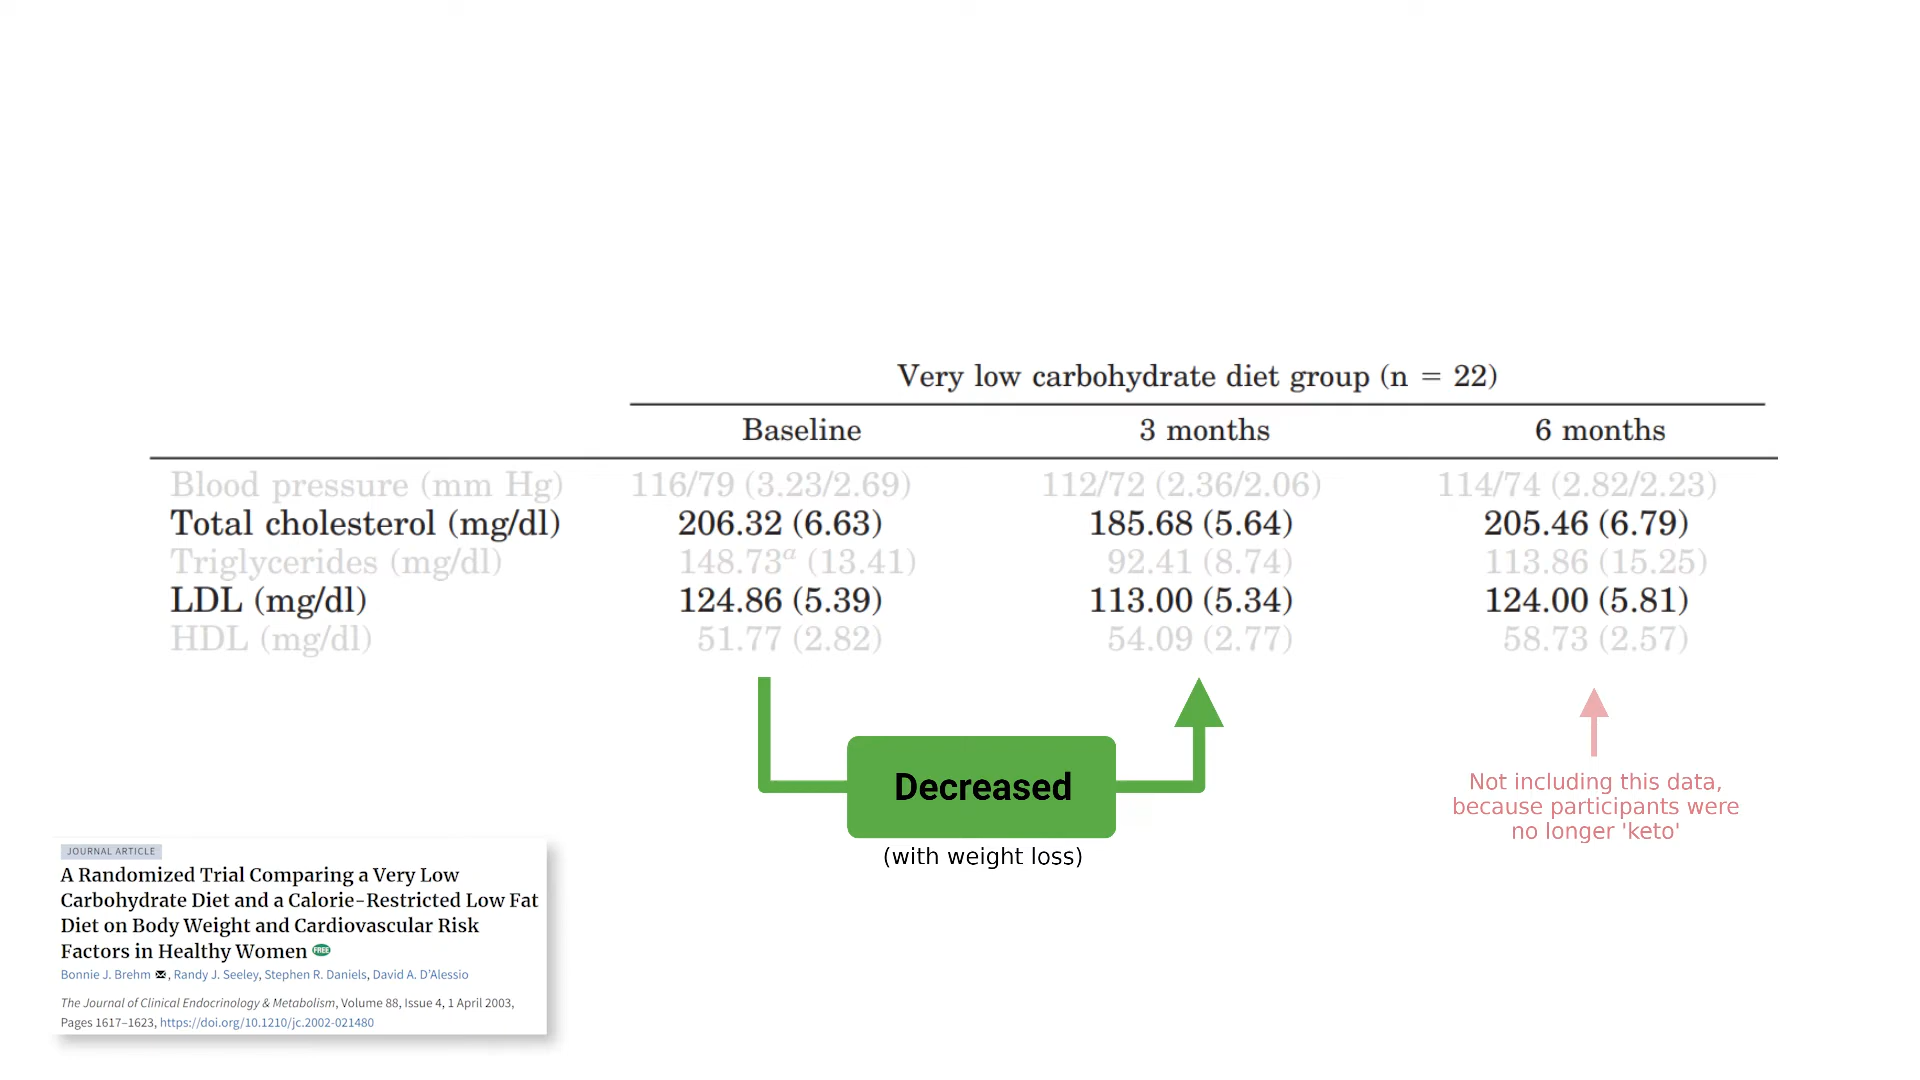 Very low carbohydrate diet group (n = 22)
Baseline 3 months 6 months
Blood pressure (mm Hg) 116/79 (3.23/2.69) 112/72 (2.36/2.06) 114/74 (2.82/2.23)
Total cholesterol (mg/dl) 206.32 (6.63) 185.68 (5.64) 205.46 (6.79)
Triglycerides (mg/dl) 148.73a (13.41) 92.41 (8.74) 113.86 (15.25)
LDL (mg/dl) 124.86 (5.39) 113.00 (5.34) 124.00 (5.81)
HDL (mg/dl) 51.77 (2.82) 54.09 (2.77) 58.73 (2.57)
Decreased
(with weight loss)
Not including this data,
because participants were
no longer 'keto'
JOURNAL ARTICLE
A Randomized Trial Comparing a Very Low
Carbohydrate Diet and a Calorie-Restricted Low Fat
Diet on Body Weight and Cardiovascular Risk
Factors in Healthy Women FREE
Bonnie J. Brehm, Randy J. Seeley, Stephen R. Daniels, David A. D'Alessio
The Journal of Clinical Endocrinology & Metabolism, Volume 88, Issue 4, 1 April 2003,
Pages 1617–1623, https://doi.org/10.1210/jc.2002-021480